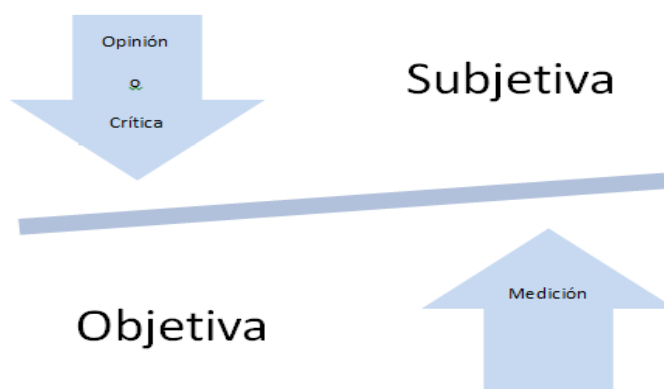 Opinión
o
Crítica
Subjetiva
Objetiva
Medición